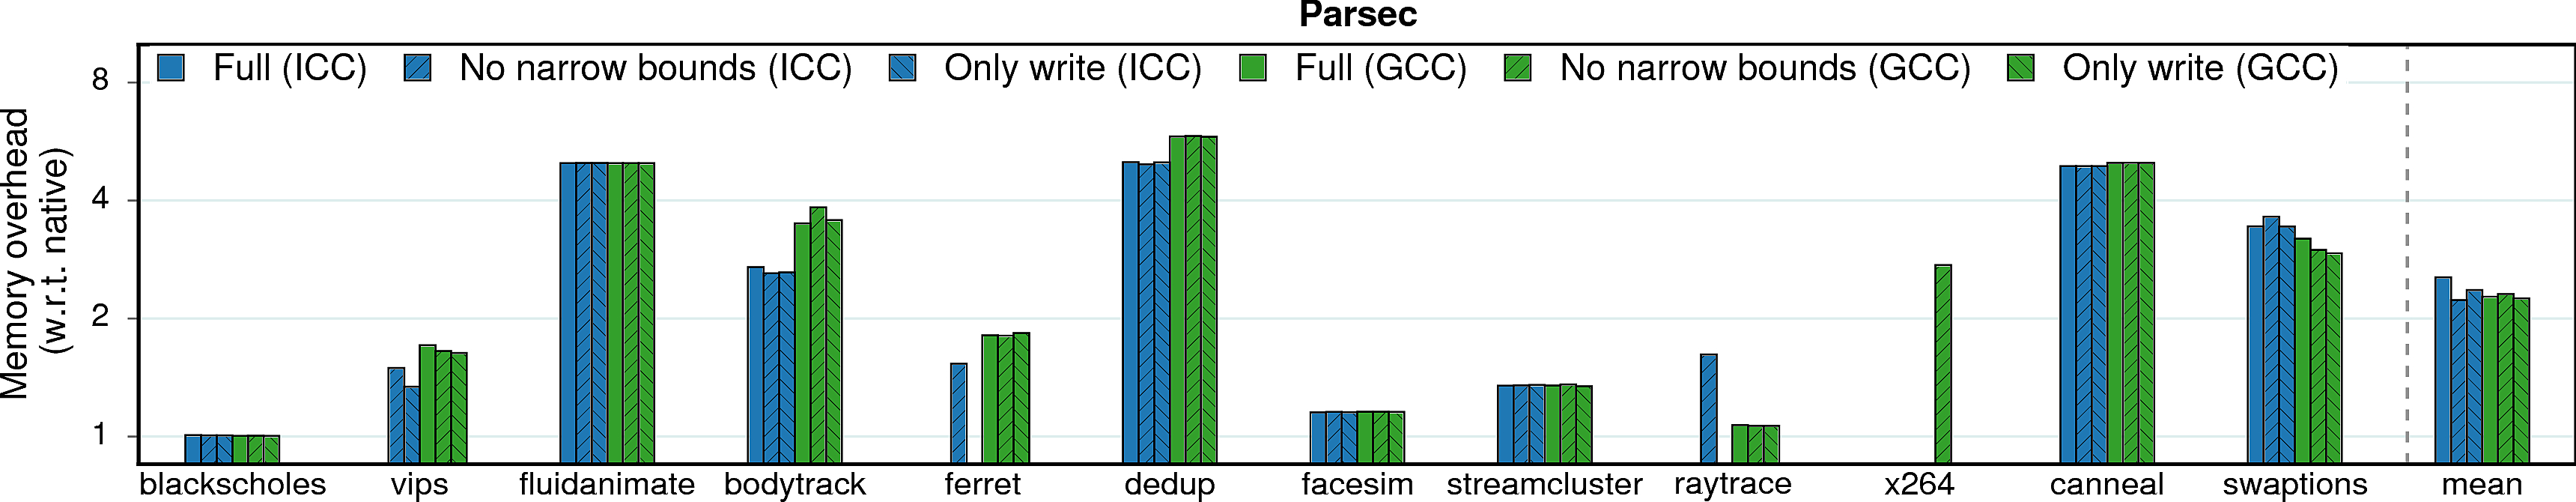 Parsec
Full (ICC) No narrow bounds (ICC) Only write (ICC) Full (GCC) No narrow bounds (GCC) Only write (GCC)
Memory overhead
(w.r.t. native)
8
4
2
1
blackscholes vips fluidanimate bodytrack ferret dedup facesim streamcluster raytrace x264 canneal swaptions mean